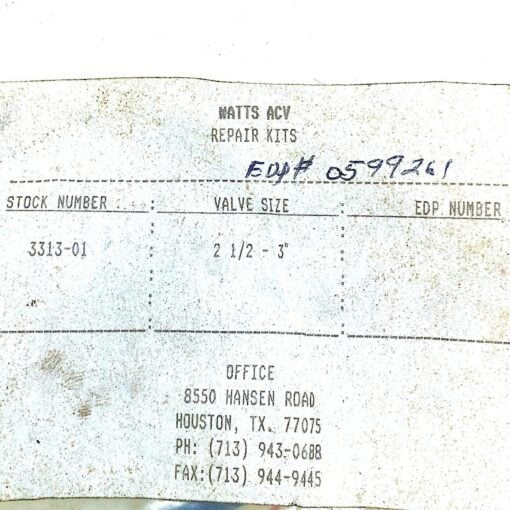 WATTS ACV
REPAIR KITS
EDP# 0599261
STOCK NUMBER : VALVE SIZE : EDP NUMBER
3313-01 : 2 1/2 - 3" :
OFFICE
8550 HANSEN ROAD
HOUSTON, TX. 77075
PH: (713) 943-0688
FAX:(713) 944-9445